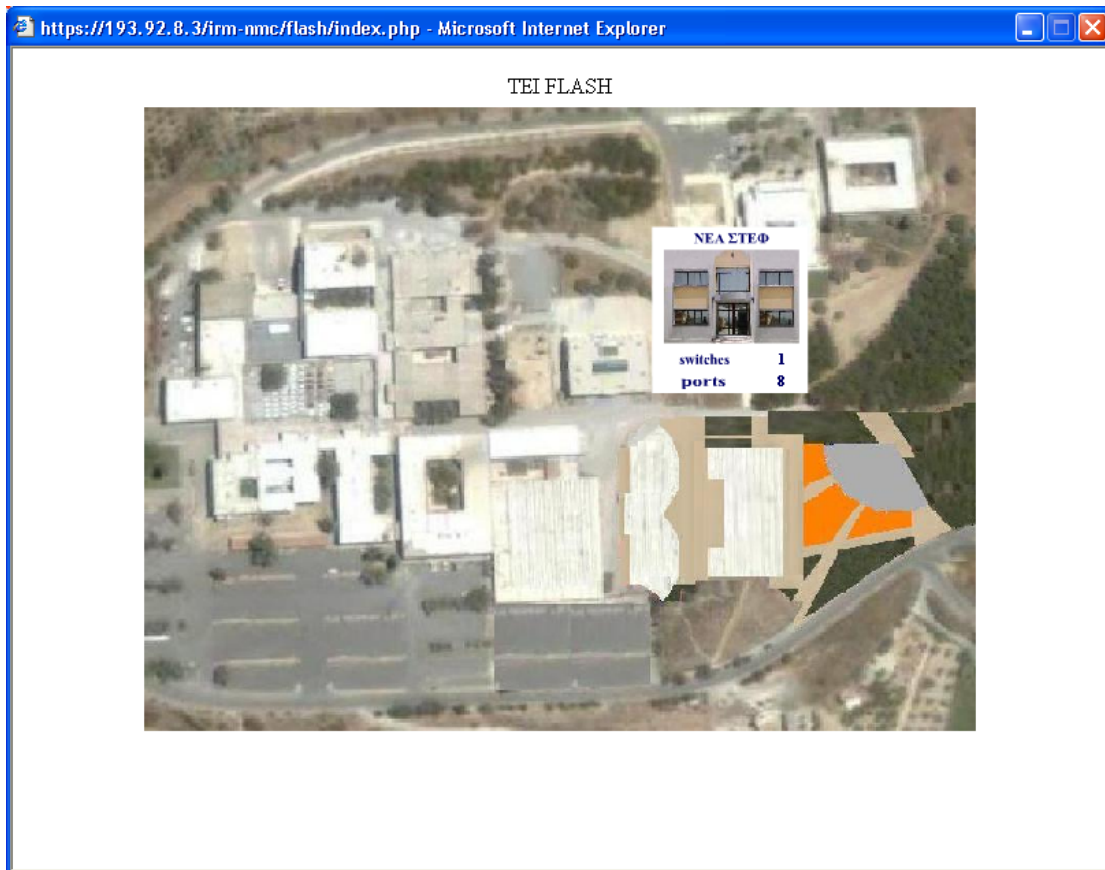 https://193.92.8.3/irm-nmc/flash/index.php - Microsoft Internet Explorer
TEI FLASH
ΝΕΑ ΣΤΕΦ
switches 1
ports 8